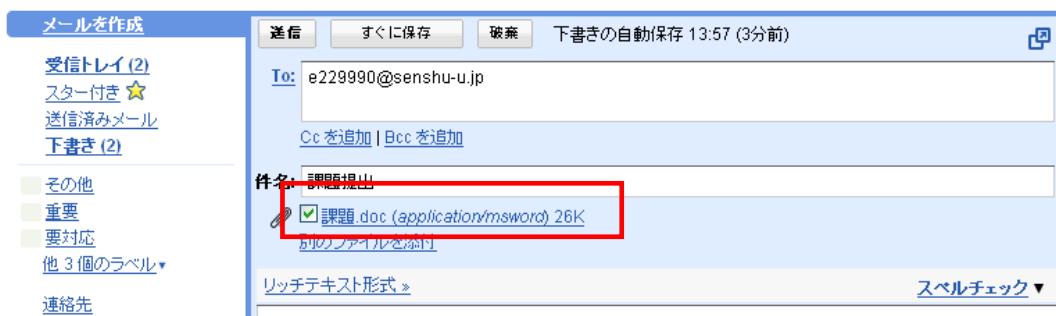 メールを作成
受信トレイ (2)
スター付き
送信済みメール
下書き (2)
その他
重要
要対応
他 3 個のラベル▼
連絡先
送信 すぐに保存 破棄 下書きの自動保存 13:57 (3分前)
To: e229990@senshu-u.jp
Cc を追加 | Bcc を追加
件名: 課題提出
課題.doc (application/msword) 26K
別のファイルを添付
リッチテキスト形式 » スペルチェック ▼